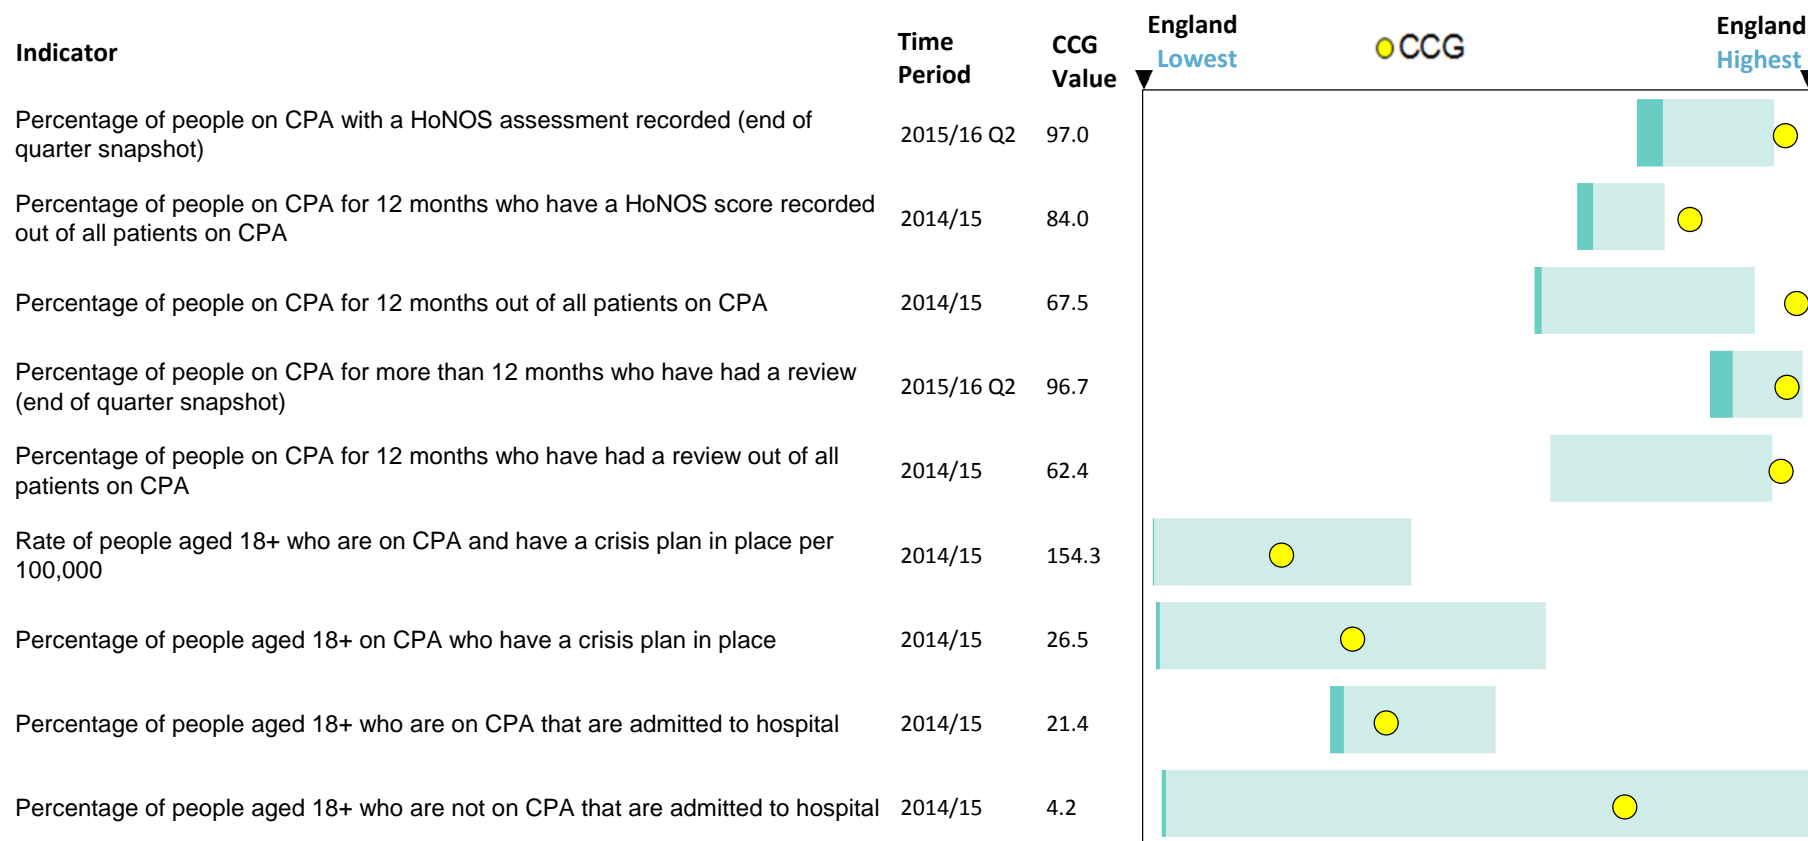 Indicator
Time
Period
CCG
Value
England
Lowest
CCG
England
Highest
Percentage of people on CPA with a HoNOS assessment recorded (end of
quarter snapshot)
2015/16 Q2
97.0
Percentage of people on CPA for 12 months who have a HoNOS score recorded
out of all patients on CPA
2014/15
84.0
Percentage of people on CPA for 12 months out of all patients on CPA
2014/15
67.5
Percentage of people on CPA for more than 12 months who have had a review
(end of quarter snapshot)
2015/16 Q2
96.7
Percentage of people on CPA for 12 months who have had a review out of all
patients on CPA
2014/15
62.4
Rate of people aged 18+ who are on CPA and have a crisis plan in place per
100,000
2014/15
154.3
Percentage of people aged 18+ on CPA who have a crisis plan in place
2014/15
26.5
Percentage of people aged 18+ who are on CPA that are admitted to hospital
2014/15
21.4
Percentage of people aged 18+ who are not on CPA that are admitted to hospital
2014/15
4.2